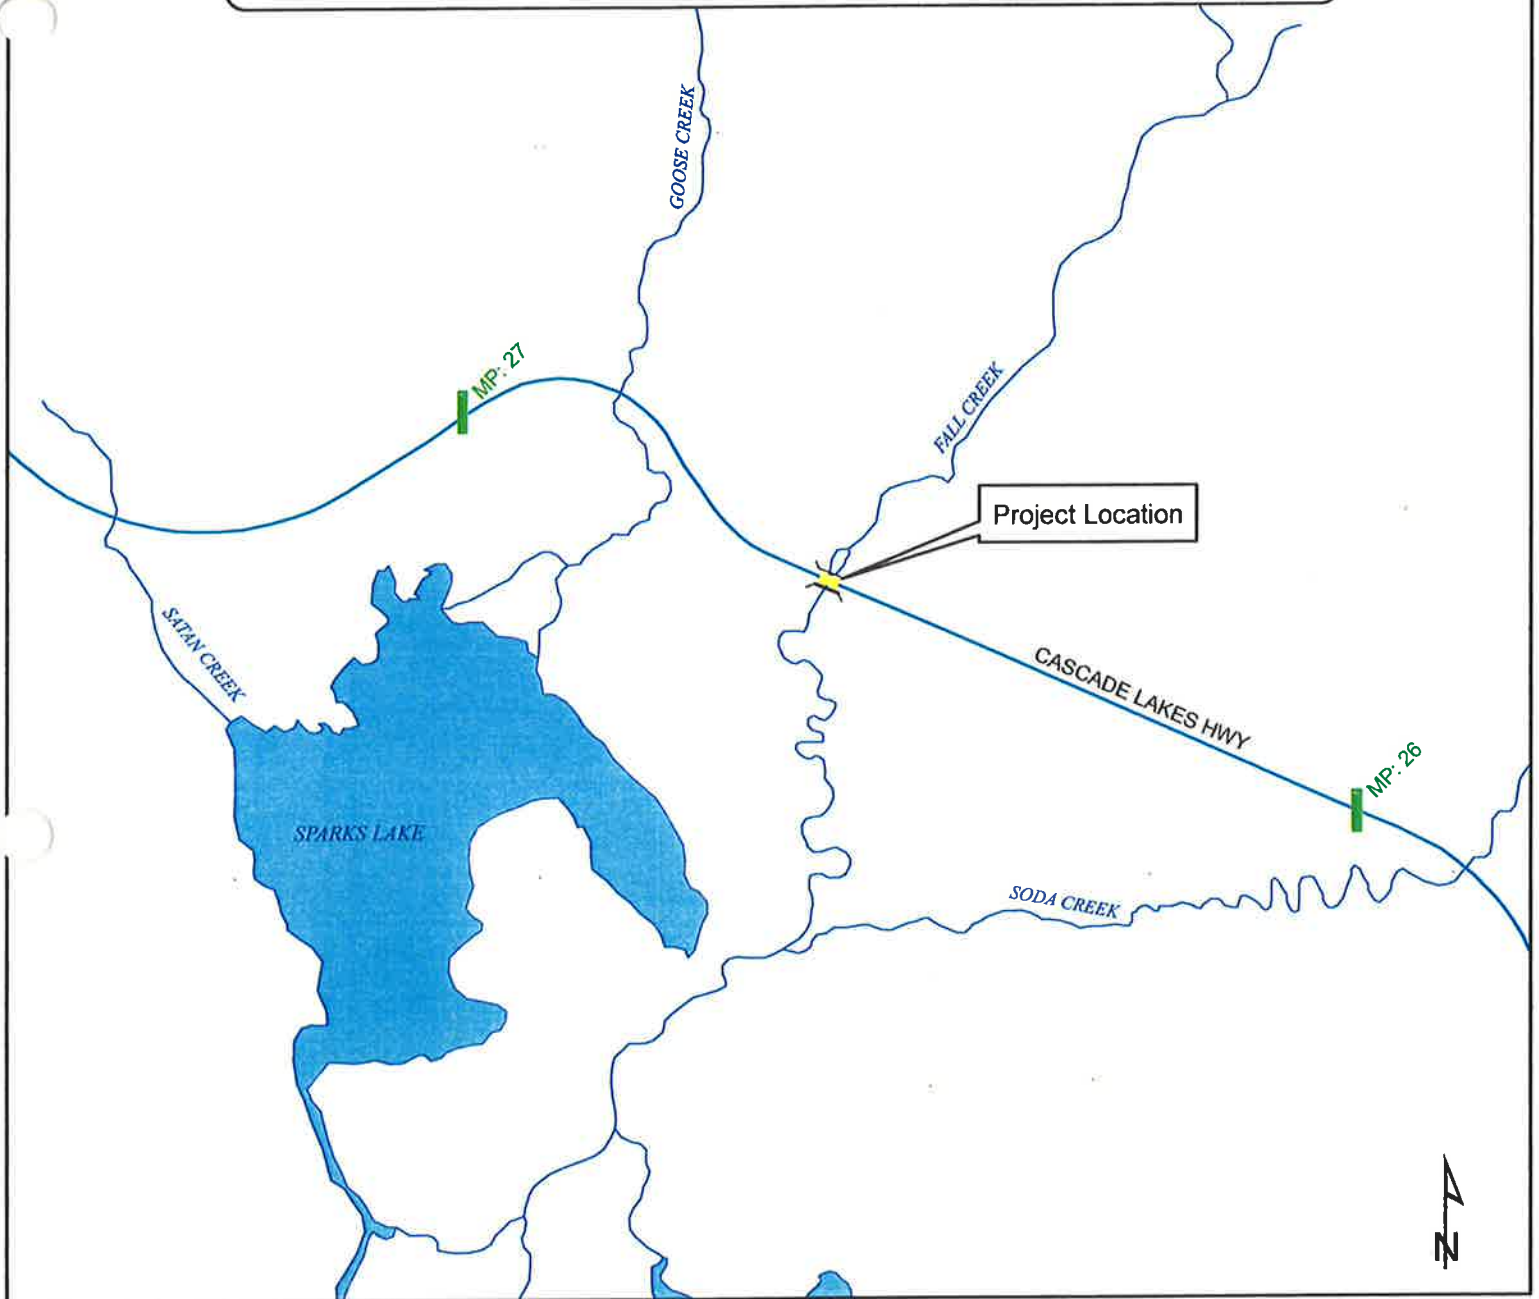 GOOSE CREEK
MP: 27
FALL CREEK
Project Location
SATAN CREEK
CASCADE LAKES HWY
MP: 26
SPARKS LAKE
SODA CREEK
N